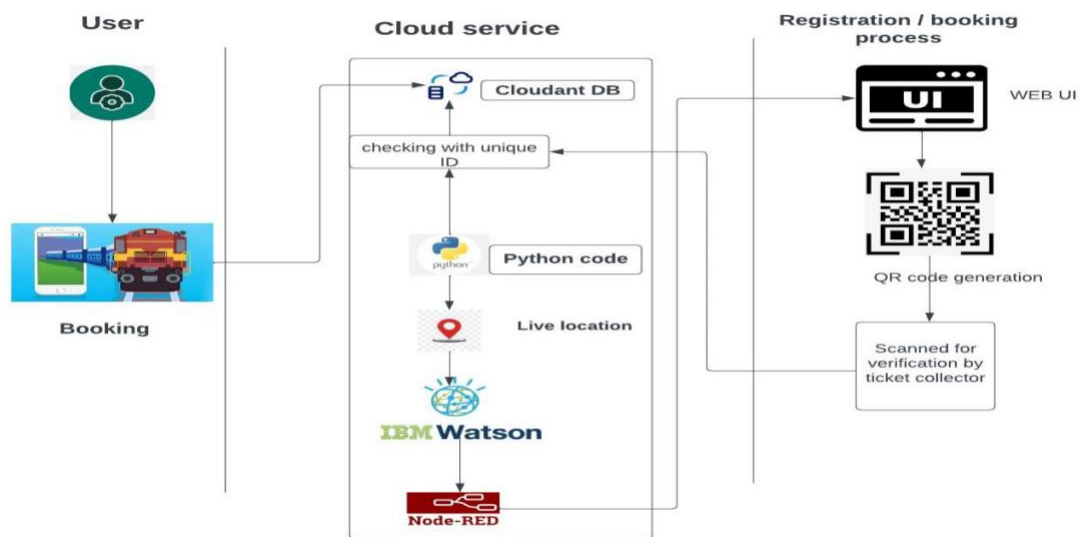 User
Booking
Cloud service
Cloudant DB
checking with unique
ID
python
Python code
Live location
IBM Watson
Node-RED
Registration / booking
process
UI
WEB UI
QR code generation
Scanned for
verification by
ticket collector